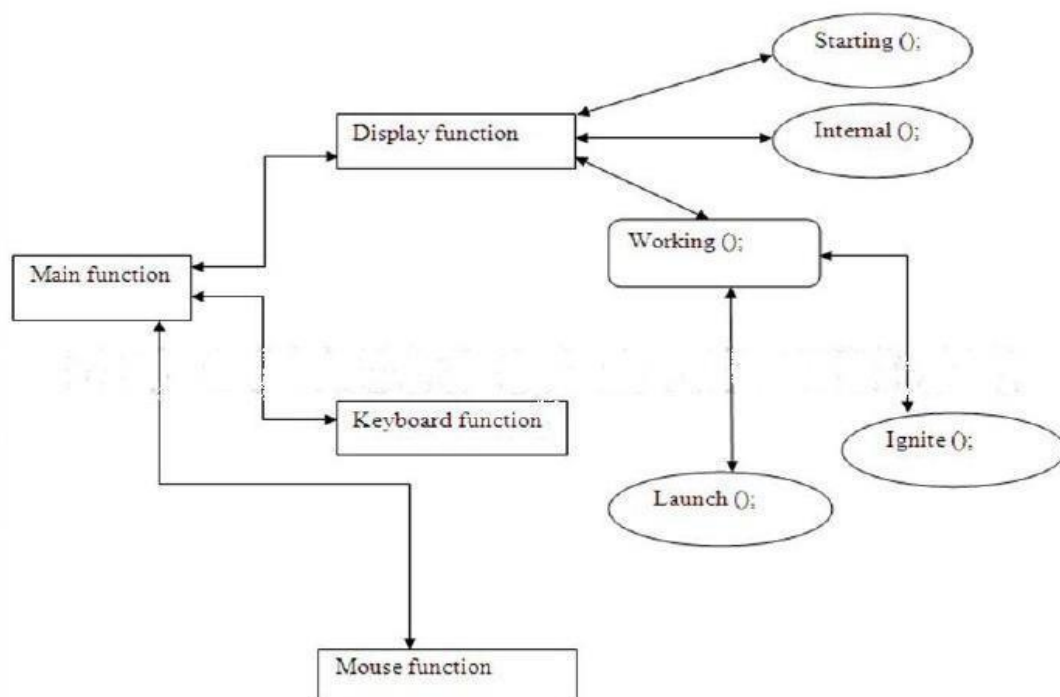 Starting ();
Display function
Internal ();
Working ();
Main function
Keyboard function
Ignite ();
Launch ();
Mouse function